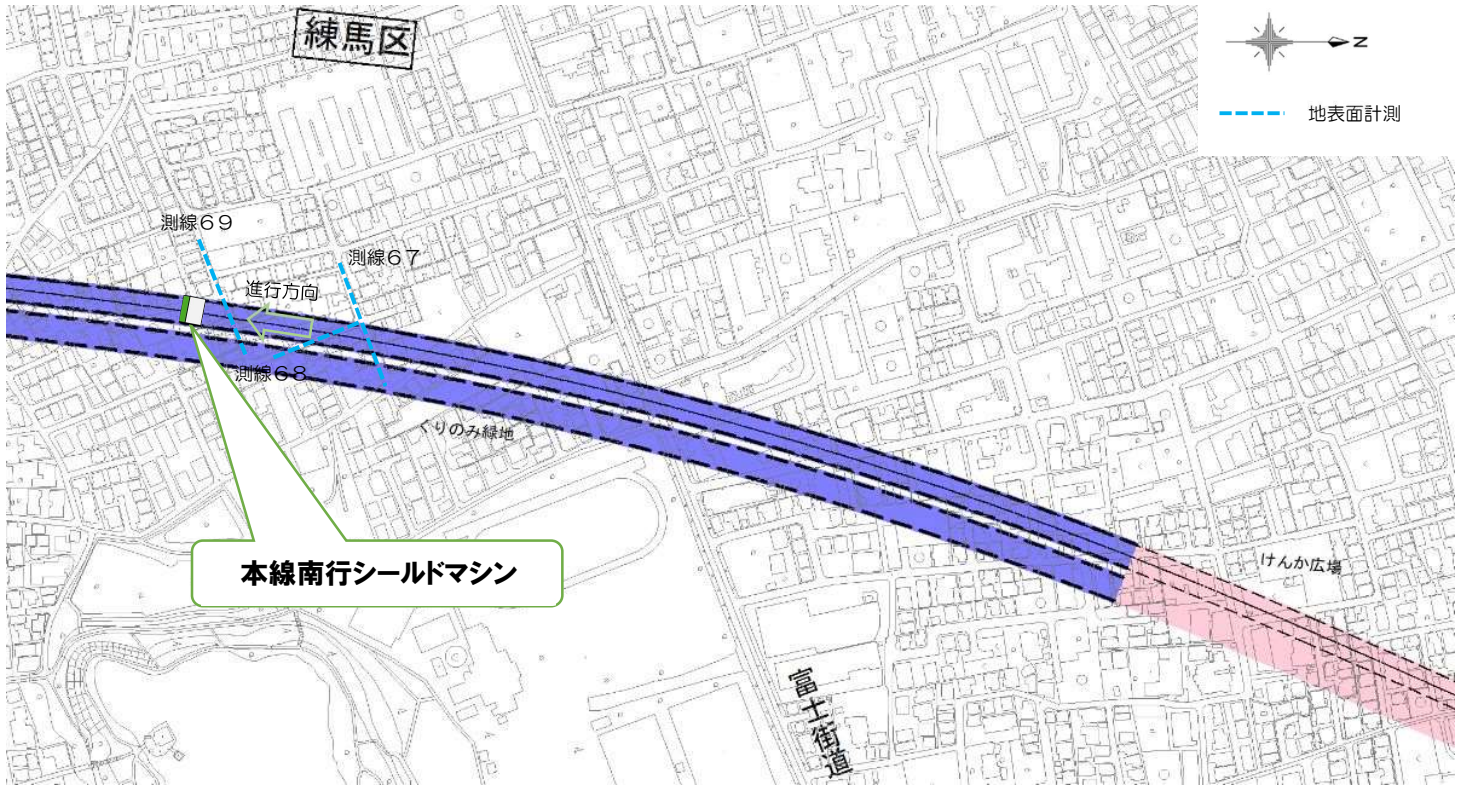 練馬区
N
地表面計測
測線69
測線67
進行方向
測線68
くりのみ緑地
本線南行シールドマシン
けんか広場
富士街道